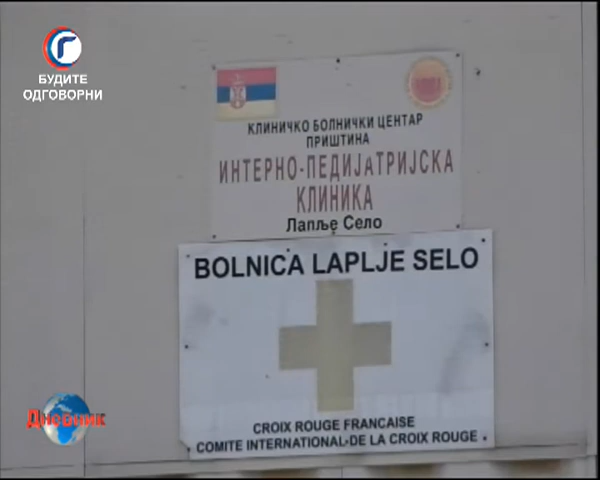 БУДИТЕ
ОДГОВОРНИ
КЛИНИЧКО БОЛНИЧКИ ЦЕНТАР
ПРИШТИНА
ИНТЕРНО-ПЕДИЈАТРИЈСКА
КЛИНИКА
Лапље Село
BOLNICA LAPLJE SELO
CROIX ROUGE FRANCAISE
COMITE INTERNATIONAL-DE LA CROIX ROUGE
Дневник